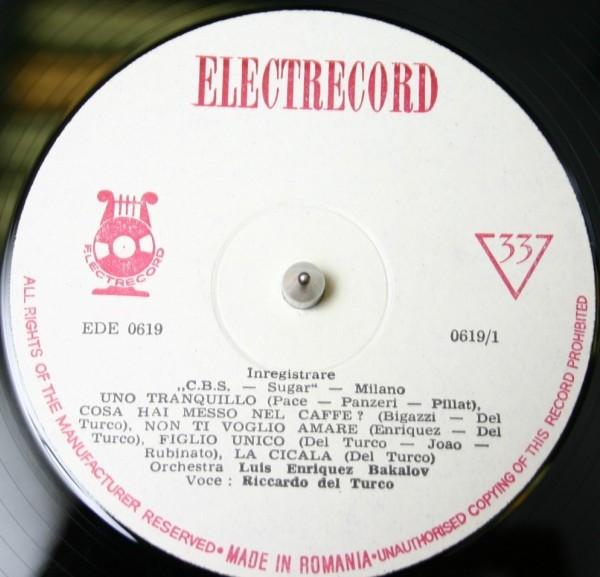 ELECTRECORD
ELECTRECORD
33
EDE 0619
0619/1
Inregistrare
„C.B.S. — Sugar“ — Milano
UNO TRANQUILLO (Pace — Panzeri — Pillat),
COSA HAI MESSO NEL CAFFE? (Bigazzi — Del
Turco), NON TI VOGLIO AMARE (Enriquez — Del
Turco), FIGLIO UNICO (Del Turco — Joao —
Rubinato), LA CICALA (Del Turco)
Orchestra Luis Enriquez Bakalov
Voce : Riccardo del Turco
ALL RIGHTS OF THE MANUFACTURER RESERVED • MADE IN ROMANIA • UNAUTHORISED COPYING OF THIS RECORD PROHIBITED